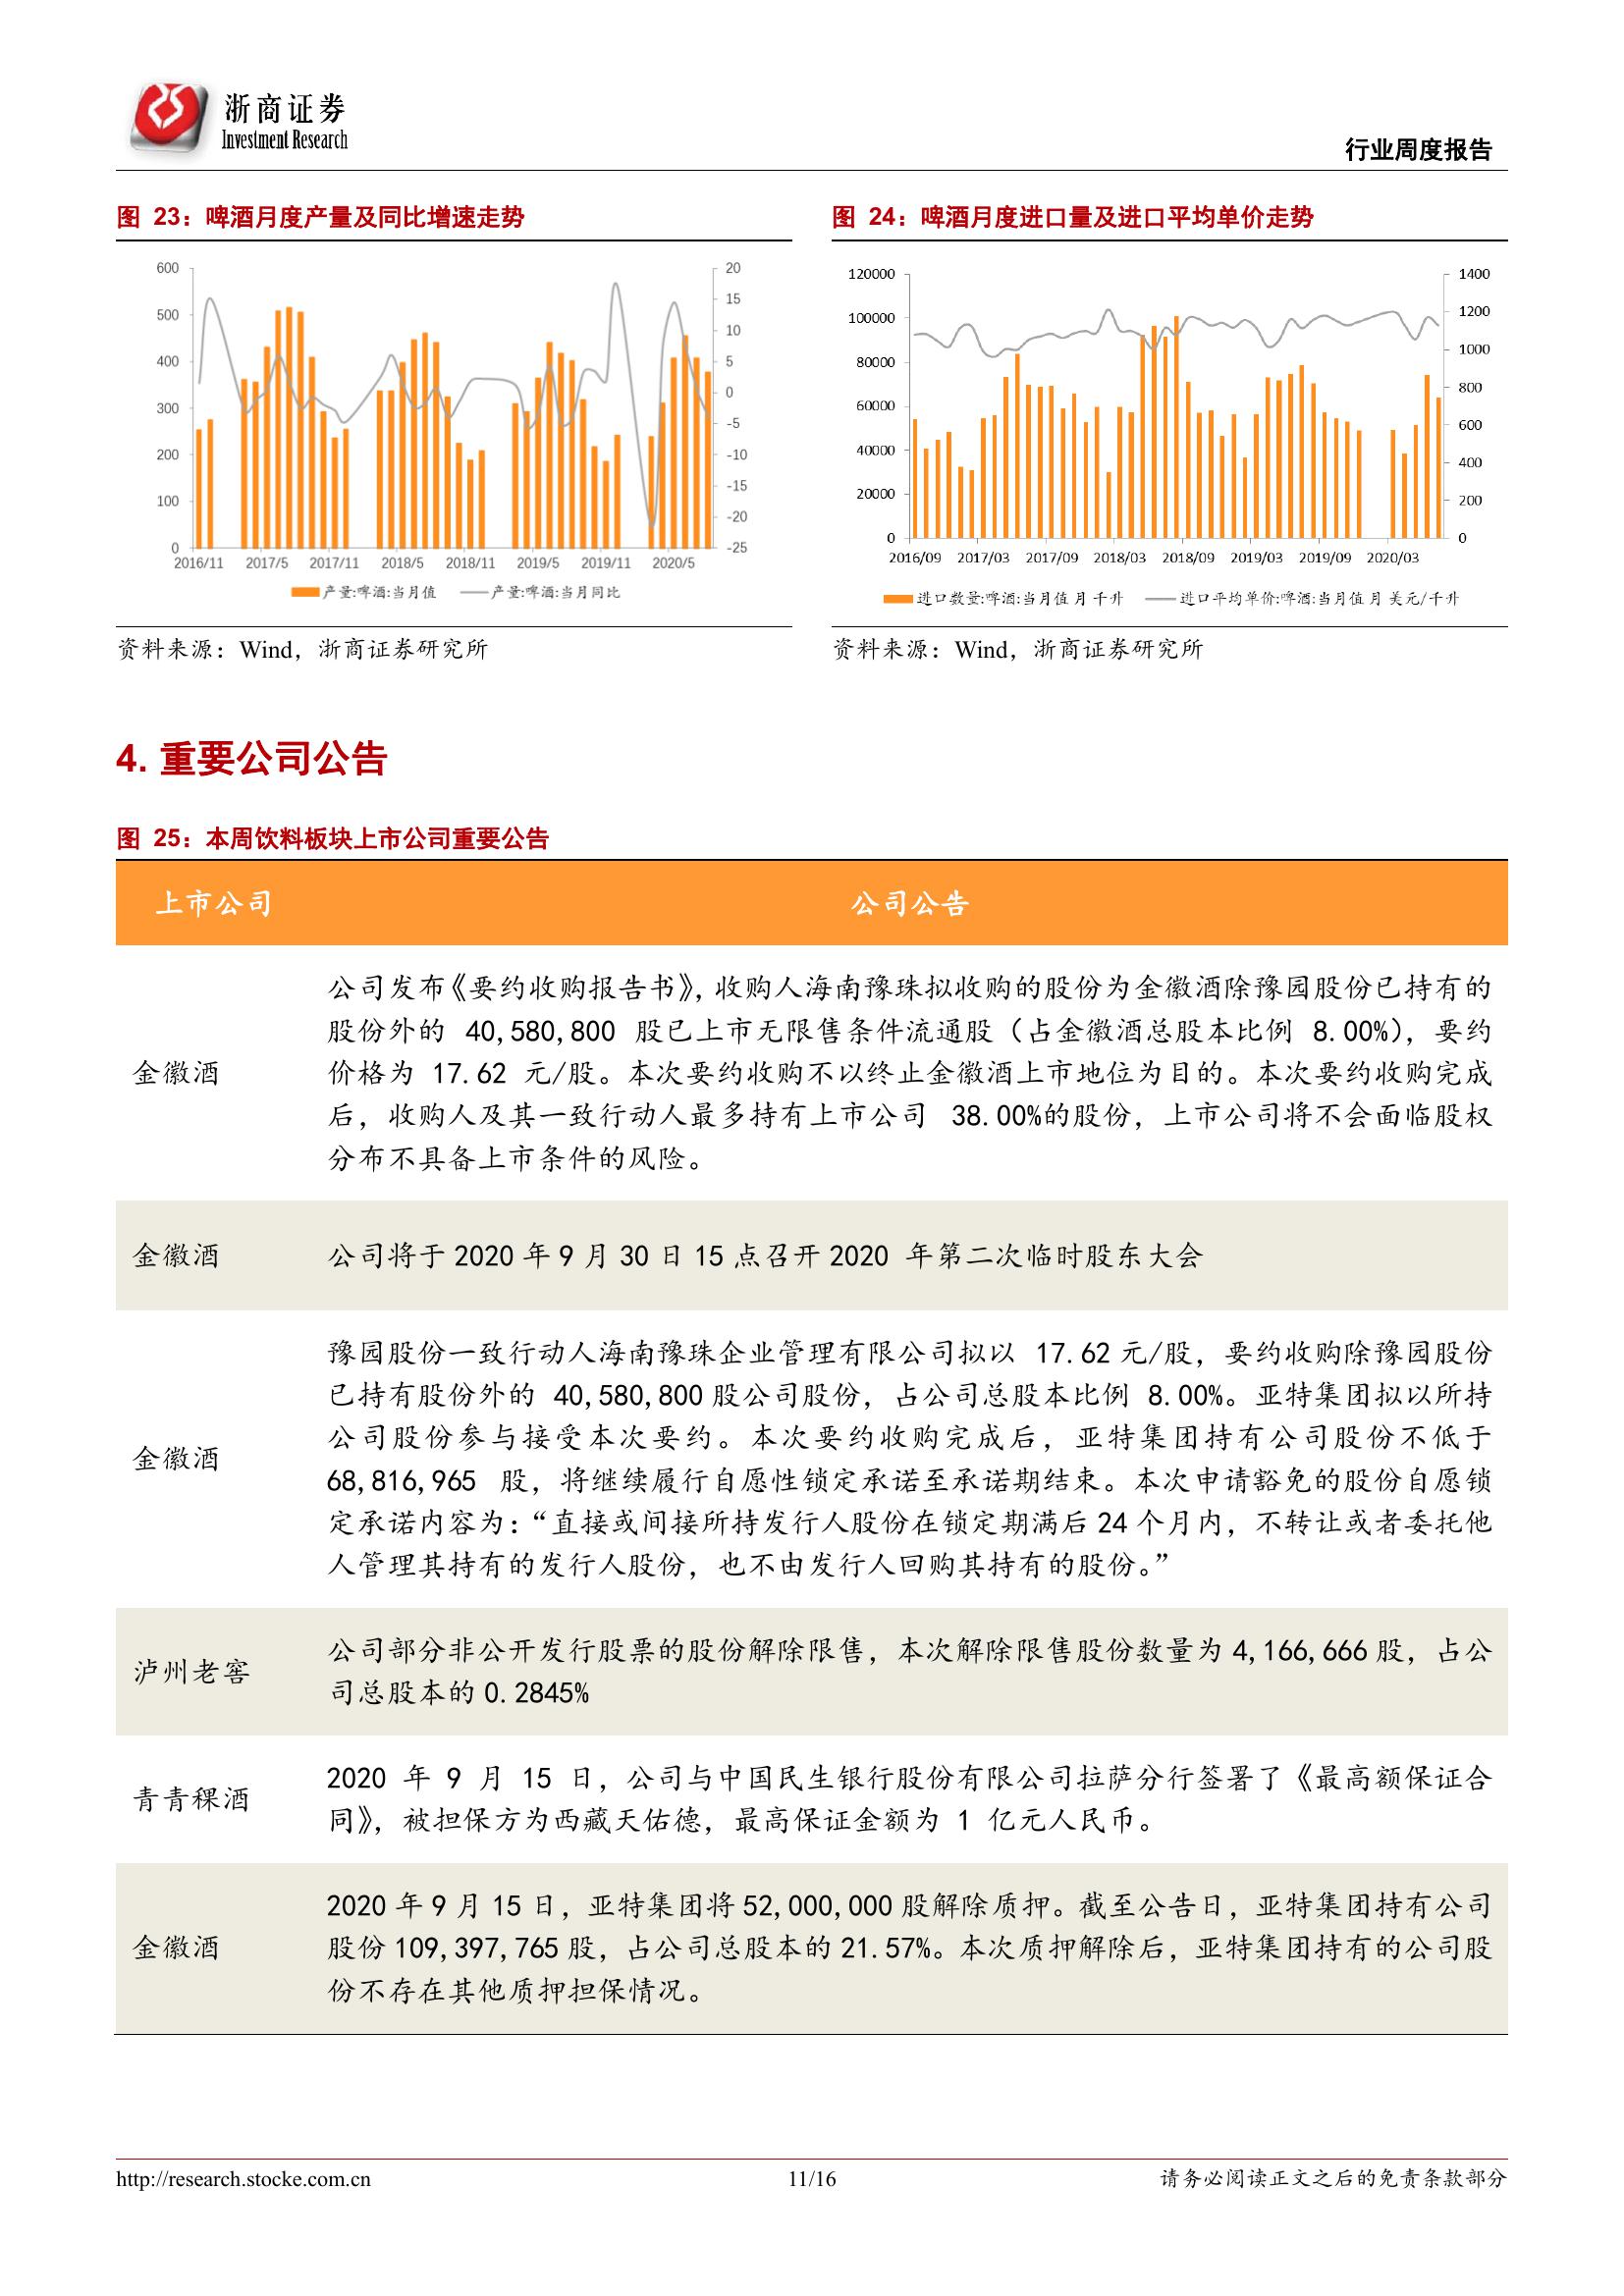 浙商证券
Investment Research
行业周度报告
图 23：啤酒月度产量及同比增速走势
600
500
400
300
200
100
0
20
15
10
5
0
-5
-10
-15
-20
-25
2016/11 2017/5 2017/11 2018/5 2018/11 2019/5 2019/11 2020/5
产量:啤酒:当月值 产量:啤酒:当月同比
资料来源：Wind，浙商证券研究所
图 24：啤酒月度进口量及进口平均单价走势
120000
100000
80000
60000
40000
20000
0
1400
1200
1000
800
600
400
200
0
2016/09 2017/03 2017/09 2018/03 2018/09 2019/03 2019/09 2020/03
进口数量:啤酒:当月值 月 千升 进口平均单价:啤酒:当月值 月 美元/千升
资料来源：Wind，浙商证券研究所
4. 重要公司公告
图 25：本周饮料板块上市公司重要公告
上市公司 公司公告
金徽酒
公司发布《要约收购报告书》，收购人海南豫珠拟收购的股份为金徽酒除豫园股份已持有的
股份外的 40,580,800 股已上市无限售条件流通股（占金徽酒总股本比例 8.00%），要约
价格为 17.62 元/股。本次要约收购不以终止金徽酒上市地位为目的。本次要约收购完成
后，收购人及其一致行动人最多持有上市公司 38.00%的股份，上市公司将不会面临股权
分布不具备上市条件的风险。
金徽酒 公司将于 2020 年 9 月 30 日 15 点召开 2020 年第二次临时股东大会
金徽酒
豫园股份一致行动人海南豫珠企业管理有限公司拟以 17.62 元/股，要约收购除豫园股份
已持有股份外的 40,580,800 股公司股份，占公司总股本比例 8.00%。亚特集团拟以所持
公司股份参与接受本次要约。本次要约收购完成后，亚特集团持有公司股份不低于
68,816,965 股，将继续履行自愿性锁定承诺至承诺期结束。本次申请豁免的股份自愿锁
定承诺内容为：“直接或间接所持发行人股份在锁定期满后 24 个月内，不转让或者委托他
人管理其持有的发行人股份，也不由发行人回购其持有的股份。”
泸州老窖
公司部分非公开发行股票的股份解除限售，本次解除限售股份数量为 4,166,666 股，占公
司总股本的 0.2845%
青青稞酒
2020 年 9 月 15 日，公司与中国民生银行股份有限公司拉萨分行签署了《最高额保证合
同》，被担保方为西藏天佑德，最高保证金额为 1 亿元人民币。
金徽酒
2020 年 9 月 15 日，亚特集团将 52,000,000 股解除质押。截至公告日，亚特集团持有公司
股份 109,397,765 股，占公司总股本的 21.57%。本次质押解除后，亚特集团持有的公司股
份不存在其他质押担保情况。
http://research.stocke.com.cn 11/16 请务必阅读正文之后的免责条款部分